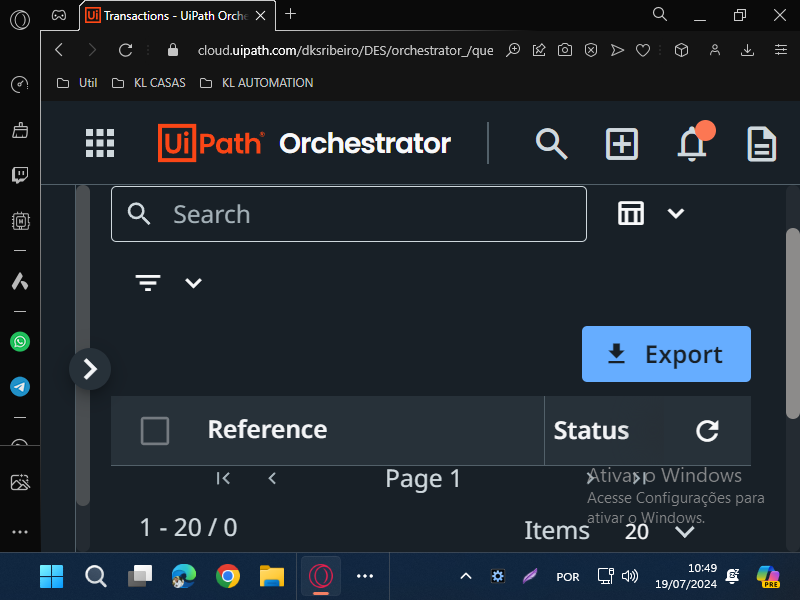 Transactions - UiPath Orche
cloud.uipath.com/dksribeiro/DES/orchestrator_/que
Util
KL CASAS
KL AUTOMATION
UiPath Orchestrator
Search
Export
Reference
Status
Page 1
Ativar o Windows
Acesse Configurações para
ativar o Windows.
1 - 20 / 0
Items
20
POR
10:49
19/07/2024
PRE